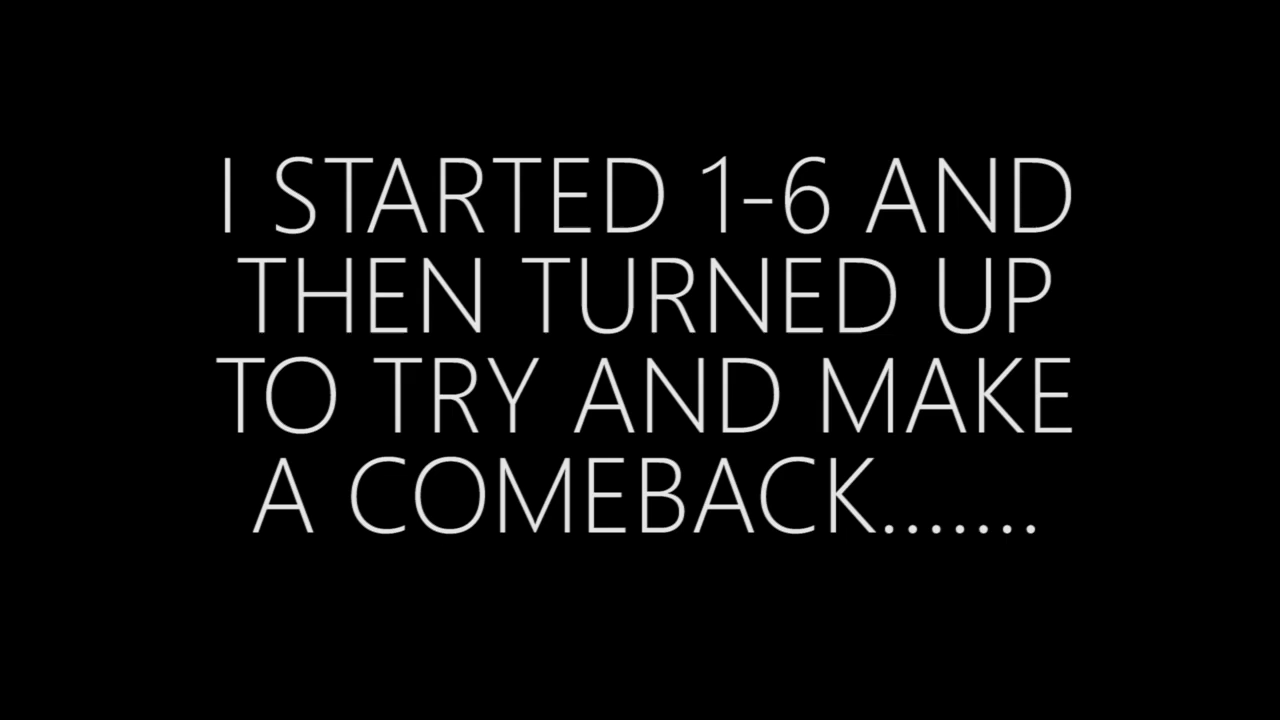 I STARTED 1-6 AND
THEN TURNED UP
TO TRY AND MAKE
A COMEBACK.......